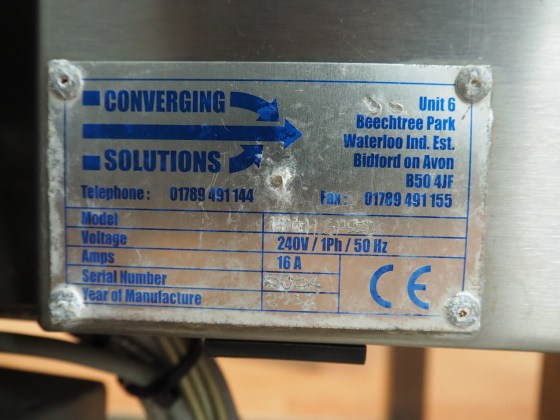 CONVERGING
SOLUTIONS
Unit 6
Beechtree Park
Waterloo Ind. Est.
Bidford on Avon
B50 4JF
Telephone : 01789 491 144 Fax : 01789 491 155
Model
Voltage 240V / 1Ph / 50 Hz
Amps 16 A
Serial Number
Year of Manufacture
CE